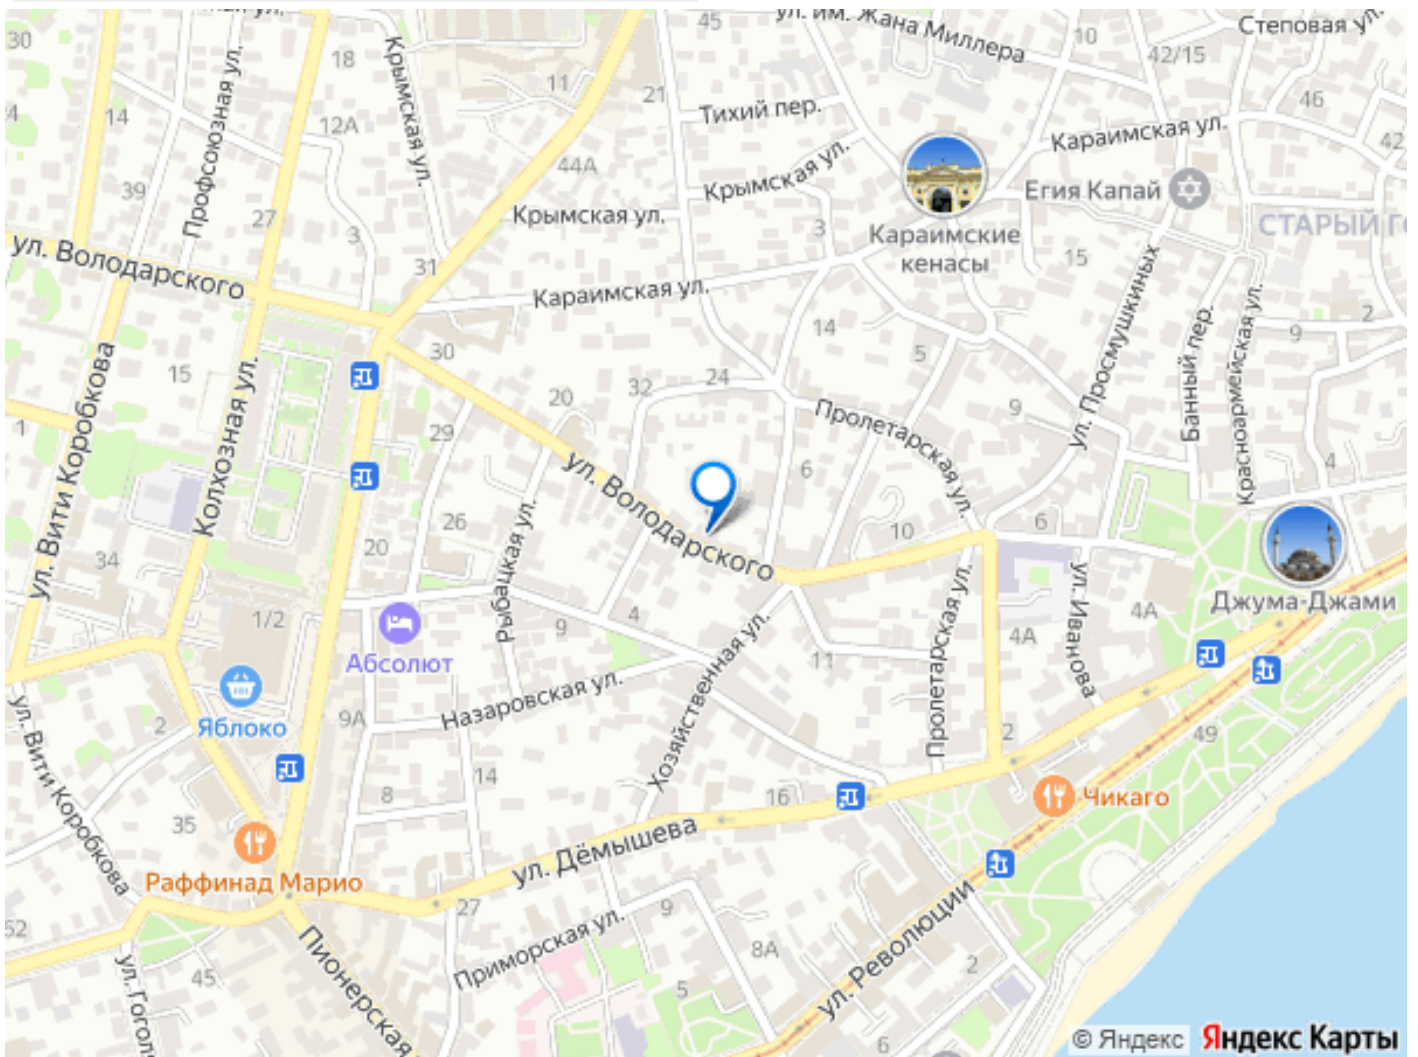 45
ул. им. Жана Миллера
10
Степовая ул.
30
18
Крымская ул.
42/15
11
21
46
14
12А
Профсоюзная ул.
Тихий пер.
Караимская ул.
42
44А
39
Крымская ул.
Егия Капай
27
3
Крымская ул.
3
СТАРЫЙ Г
ул. Володарского
31
Караимские
кенасы
15
ул. Просмушкиных
Караимская ул.
Банный пер.
Красноармейская ул.
2
9
14
30
5
15
ул. Вити Коробкова
Колхозная ул.
32
24
20
9
Пролетарская ул.
1
29
4
ул. Володарского
6
26
Рыбацкая ул.
10
6
34
20
ул. Иванова
1/2
9
4
Пролетарская ул.
4А
4А
Джума-Джами
Абсолют
11
Хозяйственная ул.
Назаровская ул.
Яблоко
2
9А
2
49
ул. Вити Коробкова
14
8
16
Чикаго
35
ул. Дёмышева
Раффинад Марио
27
9
52
Приморская ул.
ул. Революции
8А
Пионерская
ул. Гоголя
45
5
2
6
© Яндекс
Яндекс Карты